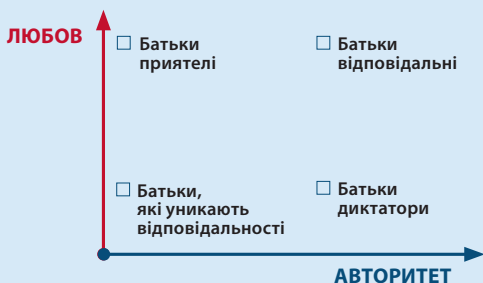 ЛЮБОВ
Батьки
приятелі
Батьки
відповідальні
Батьки,
які уникають
відповідальності
Батьки
диктатори
АВТОРИТЕТ